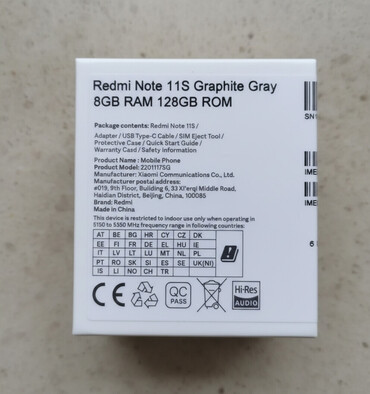 Redmi Note 11S Graphite Gray
8GB RAM 128GB ROM
Package contents: Redmi Note 11S /
Adapter / USB Type-C Cable / SIM Eject Tool /
Protective Case / Quick Start Guide /
Warranty Card / Safety information
Product Name : Mobile Phone
Product Model: 2201117SG
Manufacturer: Xiaomi Communications Co., Ltd.
Manufacturer postal address:
#019, 9th Floor, Building 6, 33 Xi'erqi Middle Road,
Haidian District, Beijing, China, 100085
Brand: Redmi
Made in China
This device is restricted to indoor use only when operating in
5150 to 5350 MHz frequency range in following countries:
AT BE BG HR CY CZ DK
EE FI FR DE EL HU IE
IT LV LT LU MT NL PL
PT RO SK SI ES SE UK(NI)
IS LI NO CH TR
CE
QC
PASS
Hi-Res
AUDIO
SN
IME
IME
6